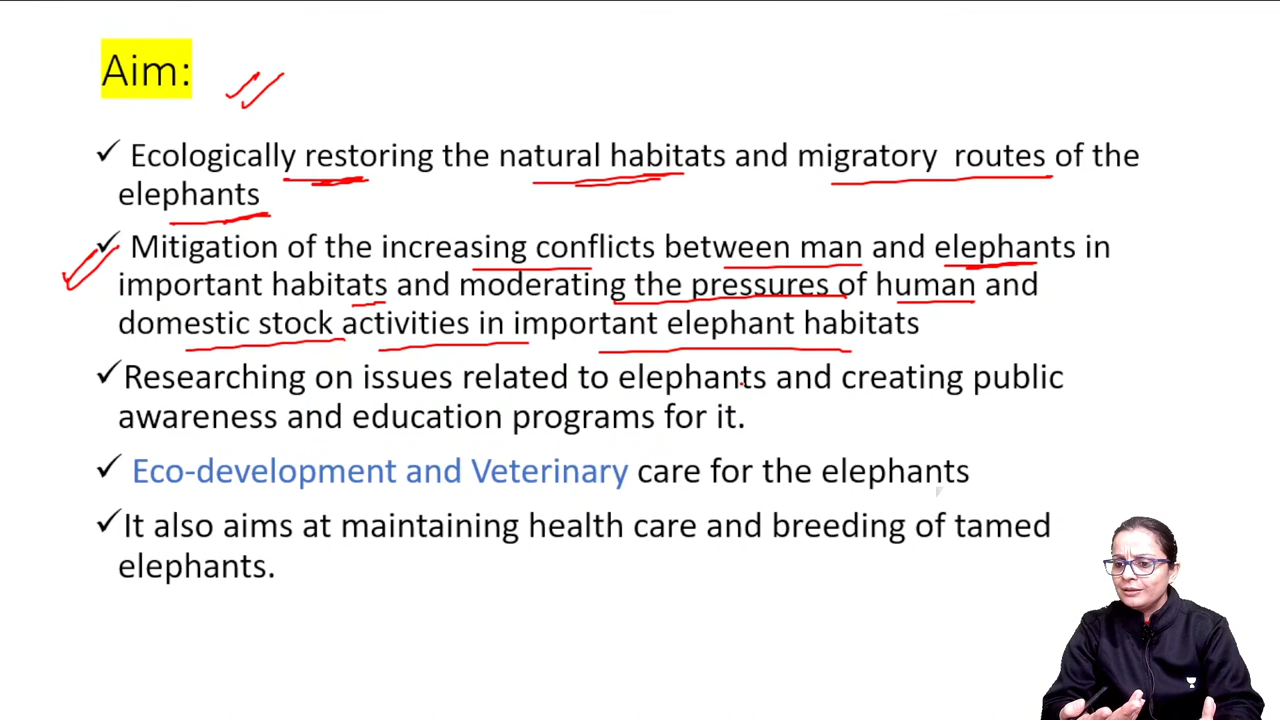 Aim:
✓ Ecologically restoring the natural habitats and migratory routes of the
elephants
✓ Mitigation of the increasing conflicts between man and elephants in
important habitats and moderating the pressures of human and
domestic stock activities in important elephant habitats
✓Researching on issues related to elephants and creating public
awareness and education programs for it.
✓ Eco-development and Veterinary care for the elephants
✓It also aims at maintaining health care and breeding of tamed
elephants.